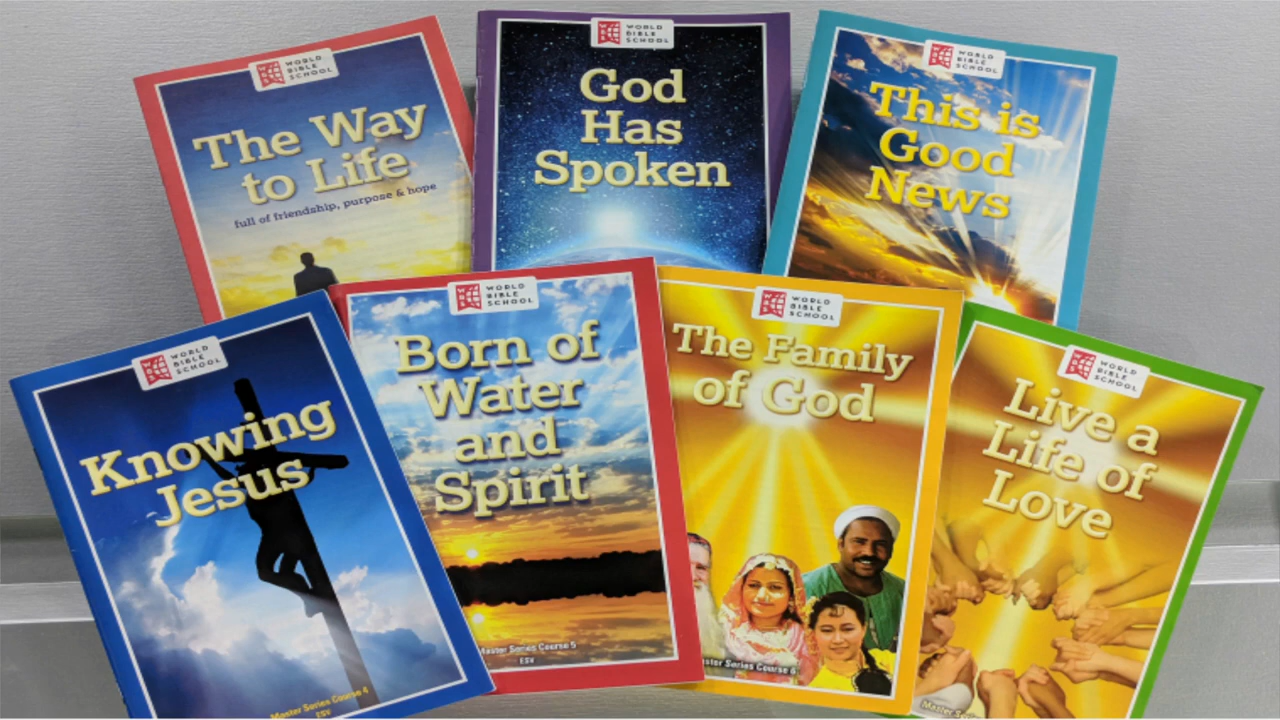 WORLD
BIBLE
SCHOOL
The Way
to Life
full of friendship, purpose & hope
WORLD
BIBLE
SCHOOL
God
Has
Spoken
WORLD
BIBLE
SCHOOL
This is
Good
News
WORLD
BIBLE
SCHOOL
Knowing
Jesus
Master Series Course 4
ESV
WORLD
BIBLE
SCHOOL
Born of
Water
and
Spirit
Master Series Course 5
ESV
WORLD
BIBLE
SCHOOL
The Family
of God
Series Course 6
WORLD
BIBLE
SCHOOL
Live a
Life of
Love
Master